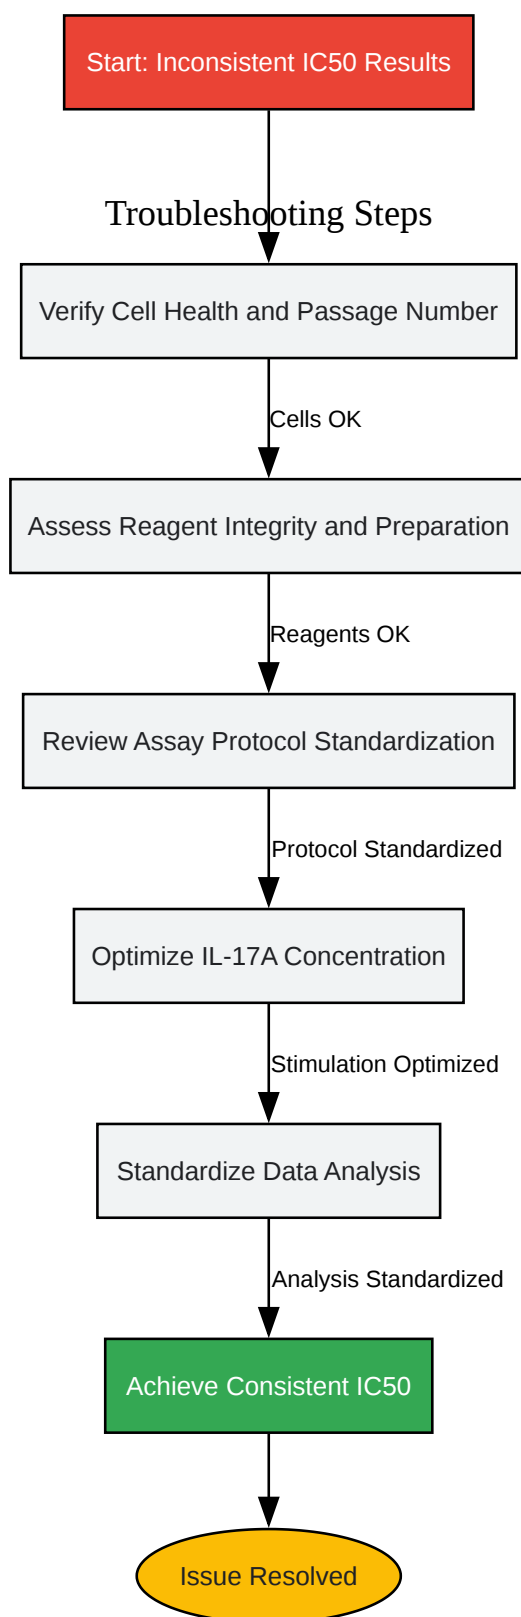 Start: Inconsistent IC50 Results
Troubleshooting Steps
Verify Cell Health and Passage Number
Cells OK
Assess Reagent Integrity and Preparation
Reagents OK
Review Assay Protocol Standardization
Protocol Standardized
Optimize IL-17A Concentration
Stimulation Optimized
Standardize Data Analysis
Analysis Standardized
Achieve Consistent IC50
Issue Resolved